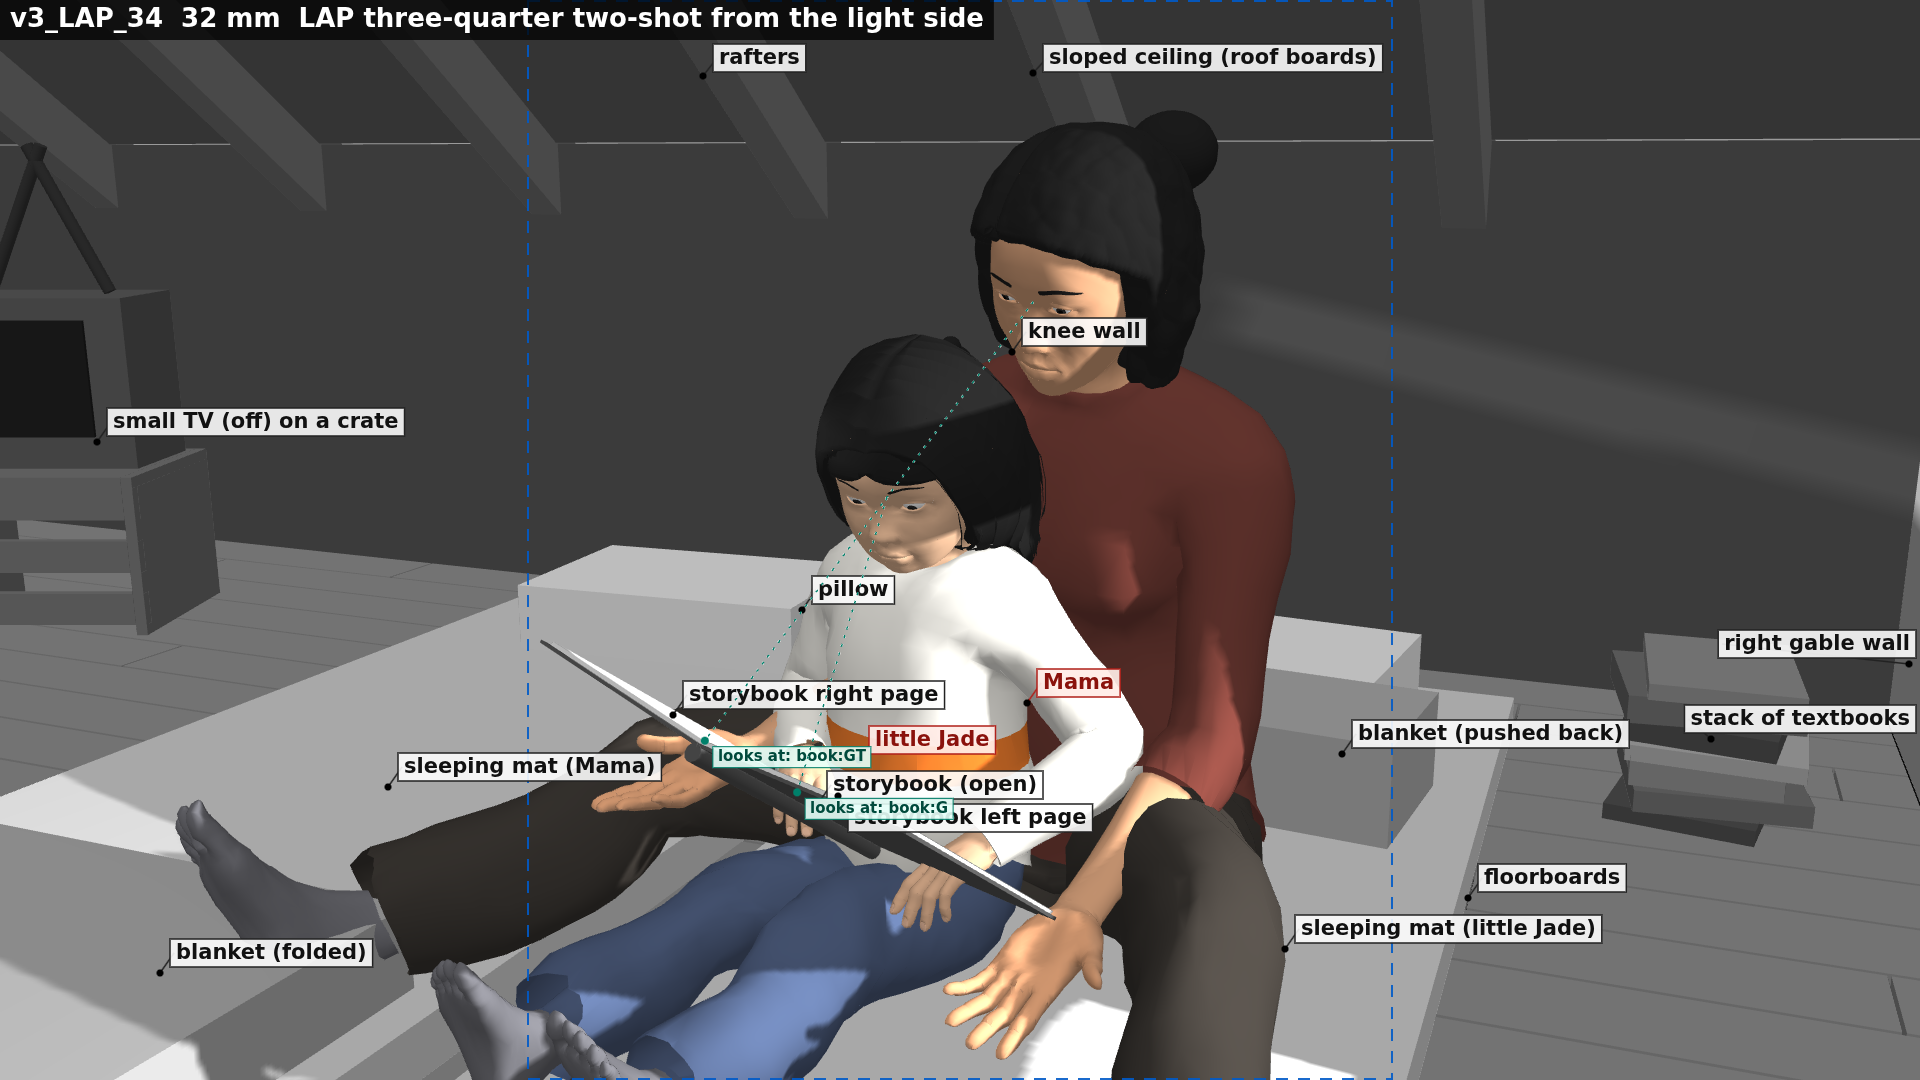 v3_LAP_34 32 mm LAP three-quarter two-shot from the light side
rafters
sloped ceiling (roof boards)
knee wall
small TV (off) on a crate
pillow
right gable wall
Mama
storybook right page
stack of textbooks
blanket (pushed back)
little Jade
looks at: book:GT
sleeping mat (Mama)
storybook (open)
looks at: book:G
storybook left page
floorboards
sleeping mat (little Jade)
blanket (folded)